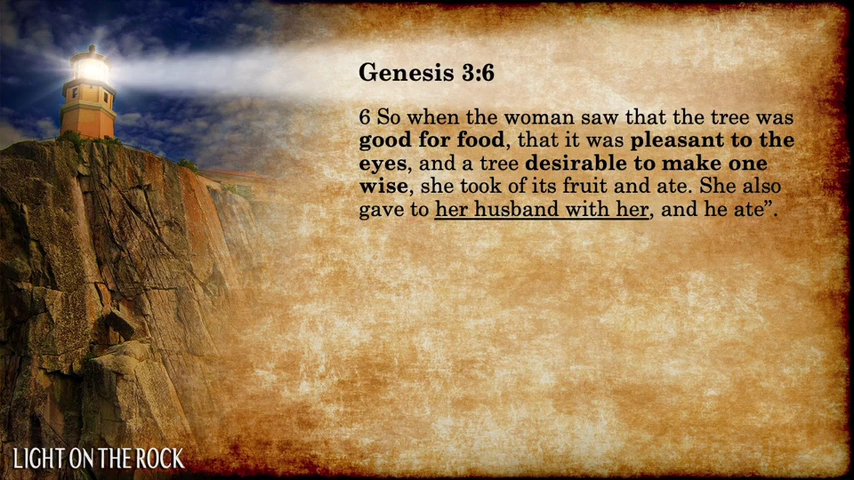 Genesis 3:6
6 So when the woman saw that the tree was
good for food, that it was pleasant to the
eyes, and a tree desirable to make one
wise, she took of its fruit and ate. She also
gave to her husband with her, and he ate”.
LIGHT ON THE ROCK